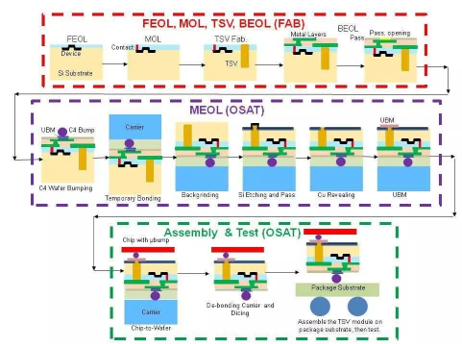 FEOL, MOL, TSV, BEOL (FAB)
FEOL
MOL
TSV Fab.
BEOL
Metal Layers
Pass. opening
Pass.
Device
Contact
Si Substrate
TSV
MEOL (OSAT)
Carrier
UBM
C4 Bump
UBM
C4 Wafer Bumping
Temporary Bonding
Backgrinding
Si Etching and Pass
Cu Revealing
UBM
Assembly & Test (OSAT)
Chip with µbump
Carrier
Chip-to-Wafer
De-bonding Carrier and
Dicing
Package Substrate
Assemble the TSV module on
package substrate, then test.